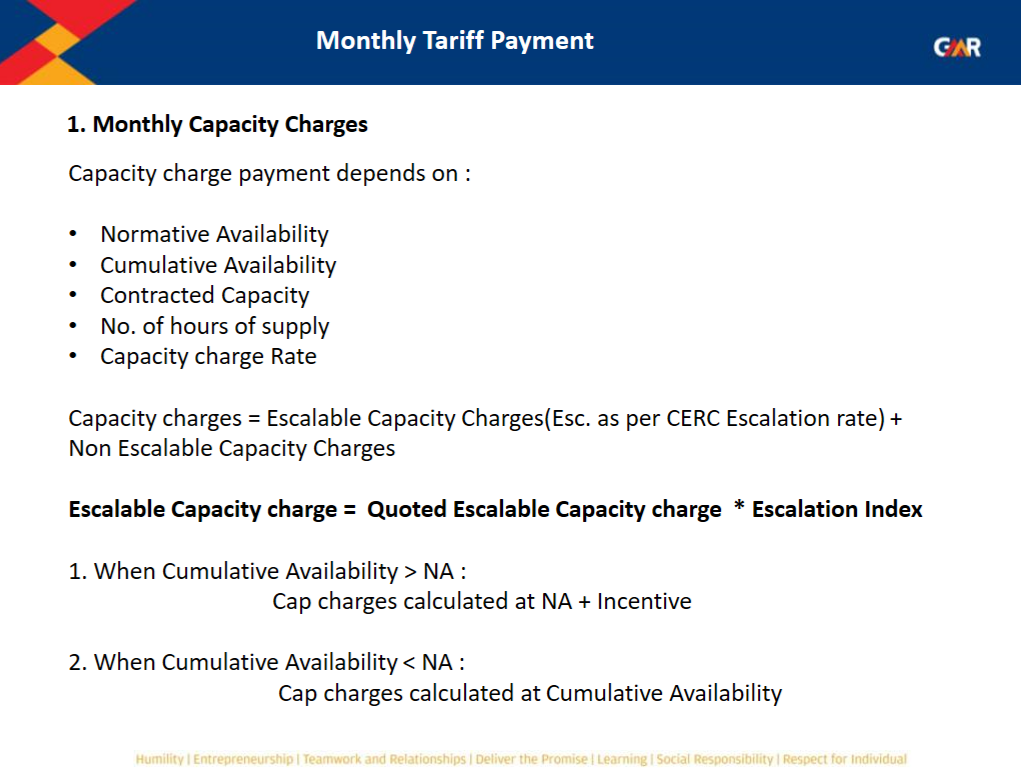 Monthly Tariff Payment
GMR
1. Monthly Capacity Charges
Capacity charge payment depends on :
• Normative Availability
• Cumulative Availability
• Contracted Capacity
• No. of hours of supply
• Capacity charge Rate
Capacity charges = Escalable Capacity Charges(Esc. as per CERC Escalation rate) +
Non Escalable Capacity Charges
Escalable Capacity charge = Quoted Escalable Capacity charge * Escalation Index
1. When Cumulative Availability > NA :
Cap charges calculated at NA + Incentive
2. When Cumulative Availability < NA :
Cap charges calculated at Cumulative Availability
Humility | Entrepreneurship | Teamwork and Relationships | Deliver the Promise | Learning | Social Responsibility | Respect for Individual